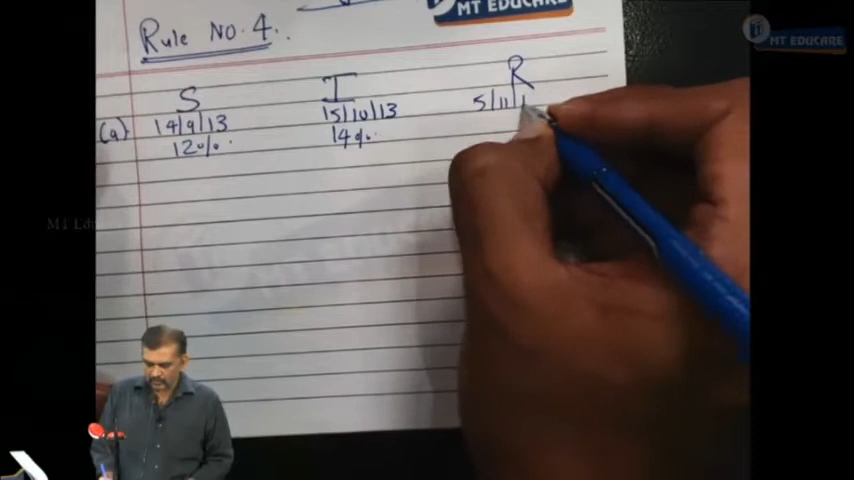 MT EDUCARE
MT EDUCARE
Rule No. 4.
S I R
(a) 14/9/13 15/10/13 5/11/1
12%. 14%.